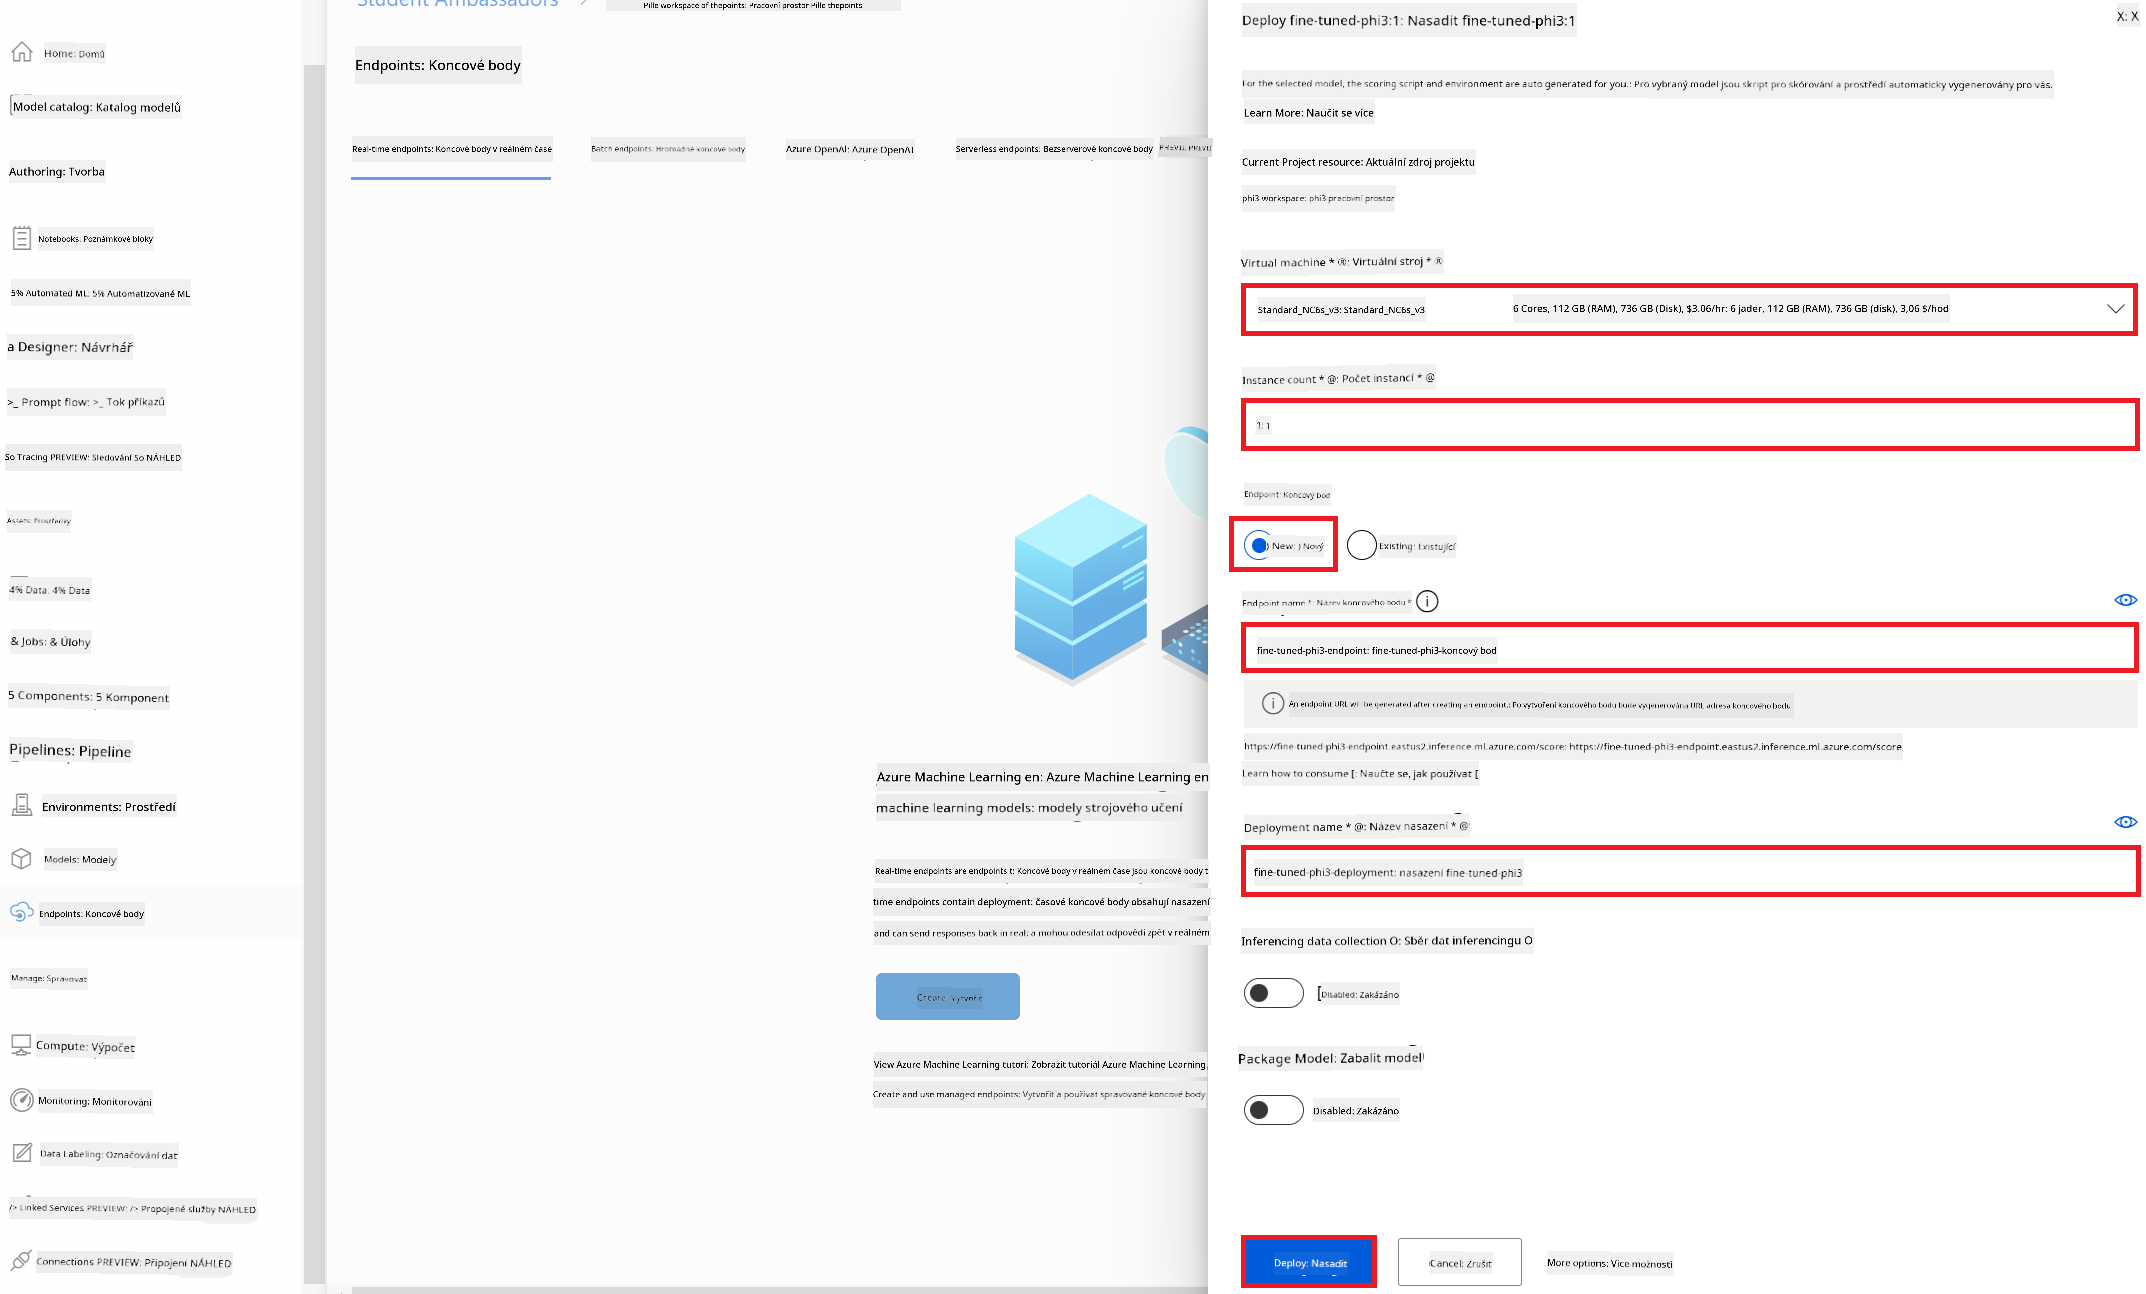 Student Ambassadors
Pille workspace of thepoints: Pracovní prostor Pille thepoints
Home: Domů
Model catalog: Katalog modelů
Authoring: Tvorba
Notebooks: Poznámkové bloky
5% Automated ML: 5% Automatizované ML
a Designer: Návrhář
>_ Prompt flow: >_ Tok příkazů
So Tracing PREVIEW: Sledování So NÁHLED
Assets: Prostředky
4% Data: 4% Data
& Jobs: & Úlohy
5 Components: 5 Komponent
Pipelines: Pipeline
Environments: Prostředí
Models: Modely
Endpoints: Koncové body
Manage: Spravovat
Compute: Výpočet
Monitoring: Monitorování
Data Labeling: Označování dat
/> Linked Services PREVIEW: /> Propojené služby NÁHLED
Connections PREVIEW: Připojení NÁHLED
Endpoints: Koncové body
Real-time endpoints: Koncové body v reálném čase
Batch endpoints: Hromadné koncové body
Azure OpenAI: Azure OpenAI
Serverless endpoints: Bezserverové koncové body
Azure Machine Learning en: Azure Machine Learning en
machine learning models: modely strojového učení
Real-time endpoints are endpoints t: Koncové body v reálném čase jsou koncové body t
time endpoints contain deployment: časové koncové body obsahují nasazení
and can send responses back in real: a mohou odesílat odpovědi zpět v reálném
Create: Vytvořit
View Azure Machine Learning tutori: Zobrazit tutoriál Azure Machine Learning
Create and use managed endpoints: Vytvořit a používat spravované koncové body
Deploy fine-tuned-phi3:1: Nasadit fine-tuned-phi3:1
X: X
For the selected model, the scoring script and environment are auto generated for you.: Pro vybraný model jsou skript pro skórování a prostředí automaticky vygenerovány pro vás.
Learn More: Naučit se více
Current Project resource: Aktuální zdroj projektu
phi3 workspace: phi3 pracovní prostor
Virtual machine * ®: Virtuální stroj * ®
Standard_NC6s_v3: Standard_NC6s_v3
6 Cores, 112 GB (RAM), 736 GB (Disk), $3.06/hr: 6 jader, 112 GB (RAM), 736 GB (disk), 3,06 $/hod
Instance count * @: Počet instancí * @
1: 1
Endpoint: Koncový bod
) New: ) Nový
Existing: Existující
Endpoint name *: Název koncového bodu *
fine-tuned-phi3-endpoint: fine-tuned-phi3-koncový bod
An endpoint URL will be generated after creating an endpoint.: Po vytvoření koncového bodu bude vygenerována URL adresa koncového bodu
https://fine-tuned-phi3-endpoint.eastus2.inference.ml.azure.com/score: https://fine-tuned-phi3-endpoint.eastus2.inference.ml.azure.com/score
Learn how to consume [: Naučte se, jak používat [
Deployment name * @: Název nasazení * @
fine-tuned-phi3-deployment: nasazení fine-tuned-phi3
Inferencing data collection O: Sběr dat inferencingu O
Disabled: Zakázáno
Package Model: Zabalit model
Disabled: Zakázáno
Deploy: Nasadit
Cancel: Zrušit
More options: Více možností